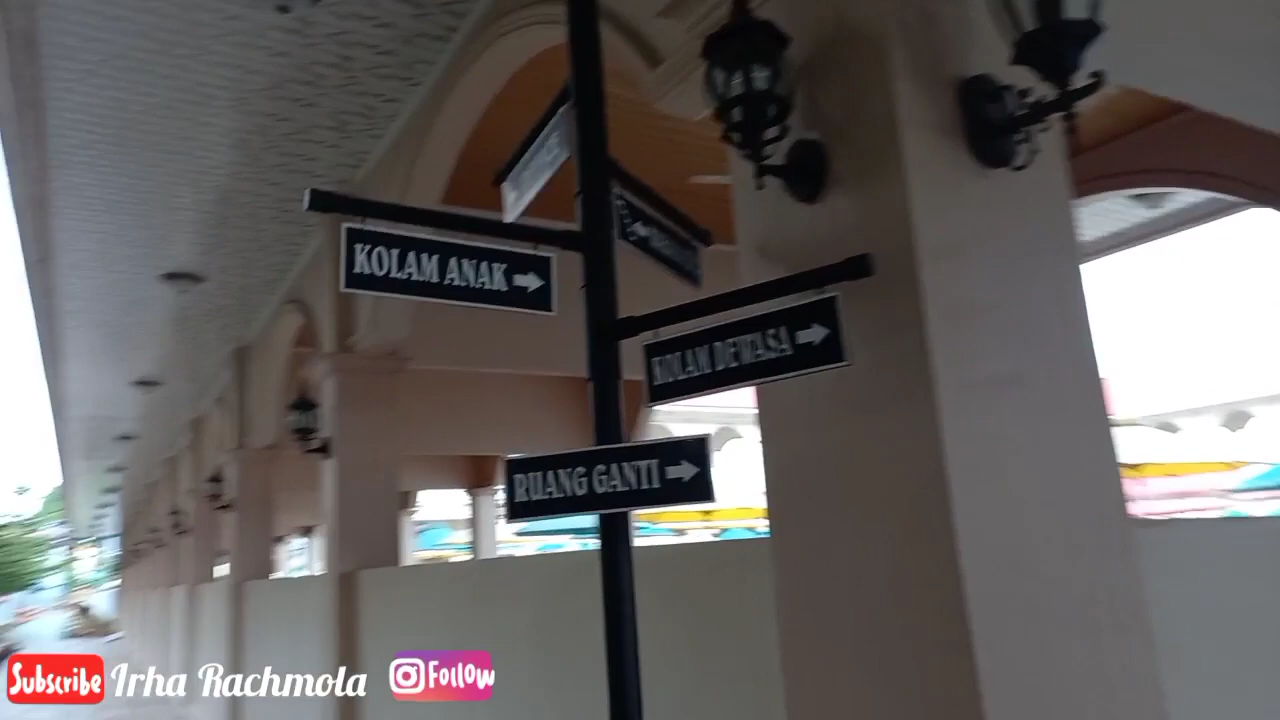 KOLAM ANAK
KOLAM DEWASA
RUANG GANTI
Subscribe Irha Rachmola
Follow